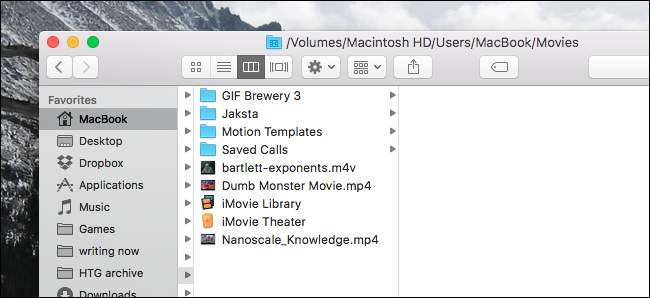 /Volumes/Macintosh HD/Users/MacBook/Movies
Favorites
MacBook
Desktop
Dropbox
Applications
Music
Games
writing now
HTG archive
Downloads
GIF Brewery 3
Jaksta
Motion Templates
Saved Calls
bartlett-exponents.m4v
Dumb Monster Movie.mp4
iMovie Library
iMovie Theater
Nanoscale_Knowledge.mp4